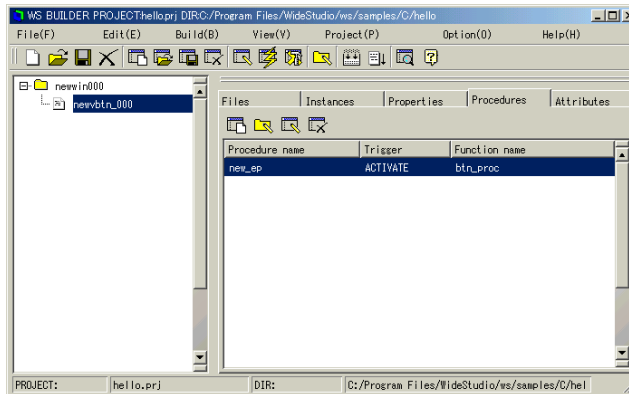 WS BUILDER PROJECT:hello.prj DIR:C:/Program Files/WideStudio/ws/samples/C/hello
File(F) Edit(E) Build(B) View(V) Project(P) Option(O) Help(H)
newwin000
newvbtn_000
Files Instances Properties Procedures Attributes
Procedure name Trigger Function name
new_ep ACTIVATE btn_proc
PROJECT: hello.prj DIR: C:/Program Files/WideStudio/ws/samples/C/hel